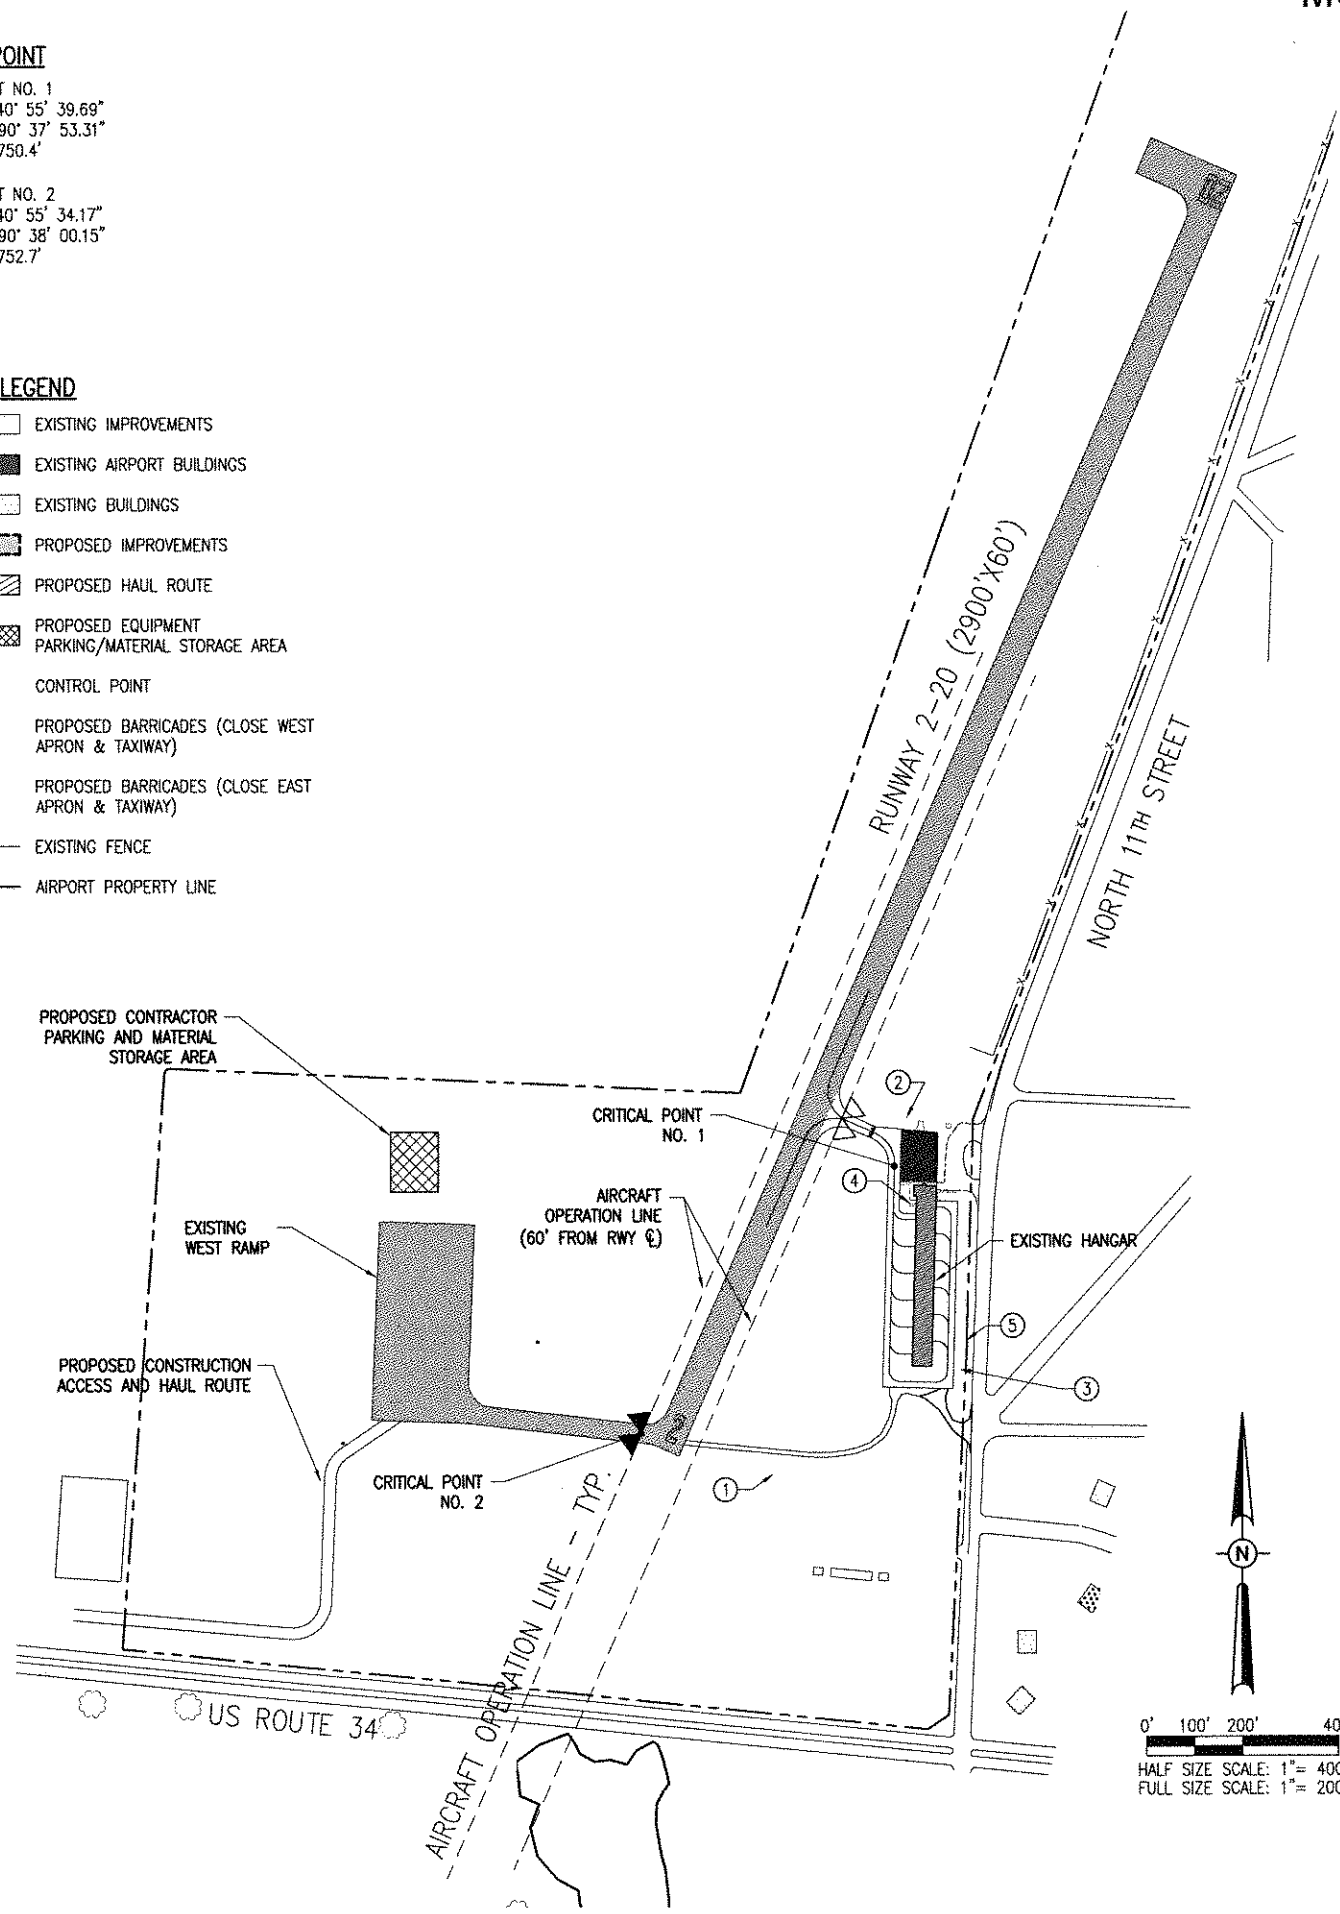 POINT
T NO. 1
40° 55' 39.69"
90° 37' 53.31"
750.4'
T NO. 2
40° 55' 34.17"
90° 38' 00.15"
752.7'
LEGEND
EXISTING IMPROVEMENTS
EXISTING AIRPORT BUILDINGS
EXISTING BUILDINGS
PROPOSED IMPROVEMENTS
PROPOSED HAUL ROUTE
PROPOSED EQUIPMENT
PARKING/MATERIAL STORAGE AREA
CONTROL POINT
PROPOSED BARRICADES (CLOSE WEST
APRON & TAXIWAY)
PROPOSED BARRICADES (CLOSE EAST
APRON & TAXIWAY)
EXISTING FENCE
AIRPORT PROPERTY LINE
RUNWAY 2-20 (2900'X60')
NORTH 11TH STREET
PROPOSED CONTRACTOR
PARKING AND MATERIAL
STORAGE AREA
CRITICAL POINT
NO. 1
2
4
AIRCRAFT
OPERATION LINE
(60' FROM RWY ℄)
EXISTING
WEST RAMP
EXISTING HANGAR
5
3
PROPOSED CONSTRUCTION
ACCESS AND HAUL ROUTE
2
CRITICAL POINT
NO. 2
1
AIRCRAFT OPERATION LINE - TYP.
N
US ROUTE 34
0' 100' 200' 40
HALF SIZE SCALE: 1"= 400
FULL SIZE SCALE: 1"= 200